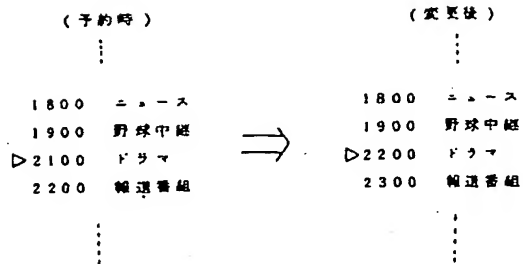 (予約時)
1800 ニュース
1900 野球中継
▷2100 ドラマ
2200 報道番組
(変更後)
1800 ニュース
1900 野球中継
▷2200 ドラマ
2300 報道番組